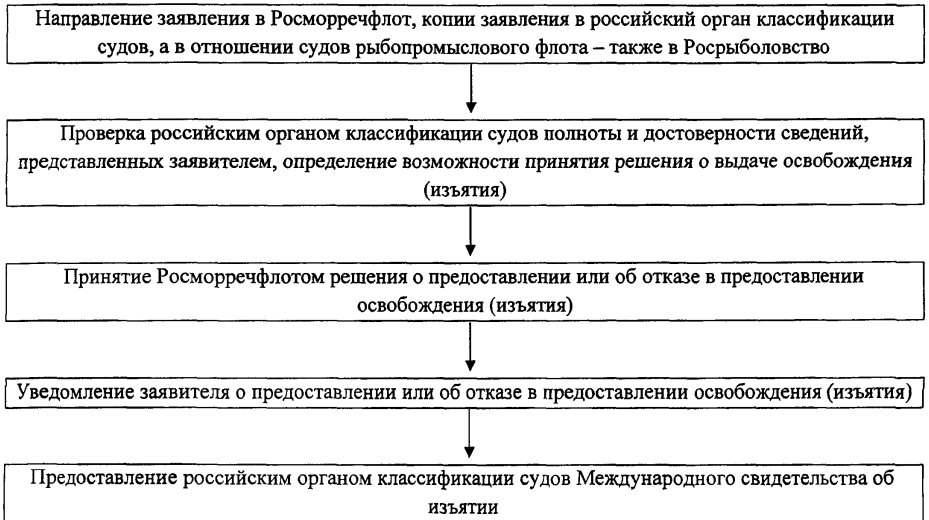 Направление заявления в Росморречфлот, копии заявления в российский орган классификации
судов, а в отношении судов рыбопромыслового флота – также в Росрыболовство
Проверка российским органом классификации судов полноты и достоверности сведений,
представленных заявителем, определение возможности принятия решения о выдаче освобождения
(изъятия)
Принятие Росморречфлотом решения о предоставлении или об отказе в предоставлении
освобождения (изъятия)
Уведомление заявителя о предоставлении или об отказе в предоставлении освобождения (изъятия)
Предоставление российским органом классификации судов Международного свидетельства об
изъятии